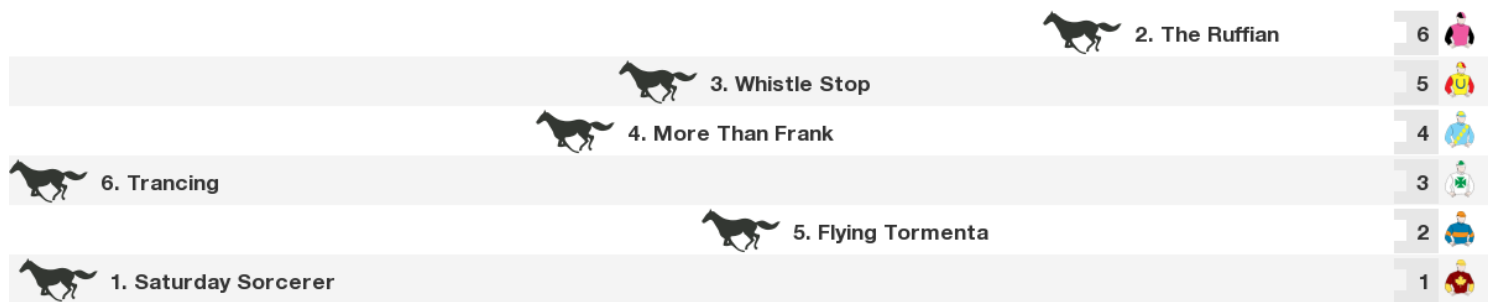 2. The Ruffian 6
3. Whistle Stop 5
4. More Than Frank 4
6. Trancing 3
5. Flying Tormenta 2
1. Saturday Sorcerer 1